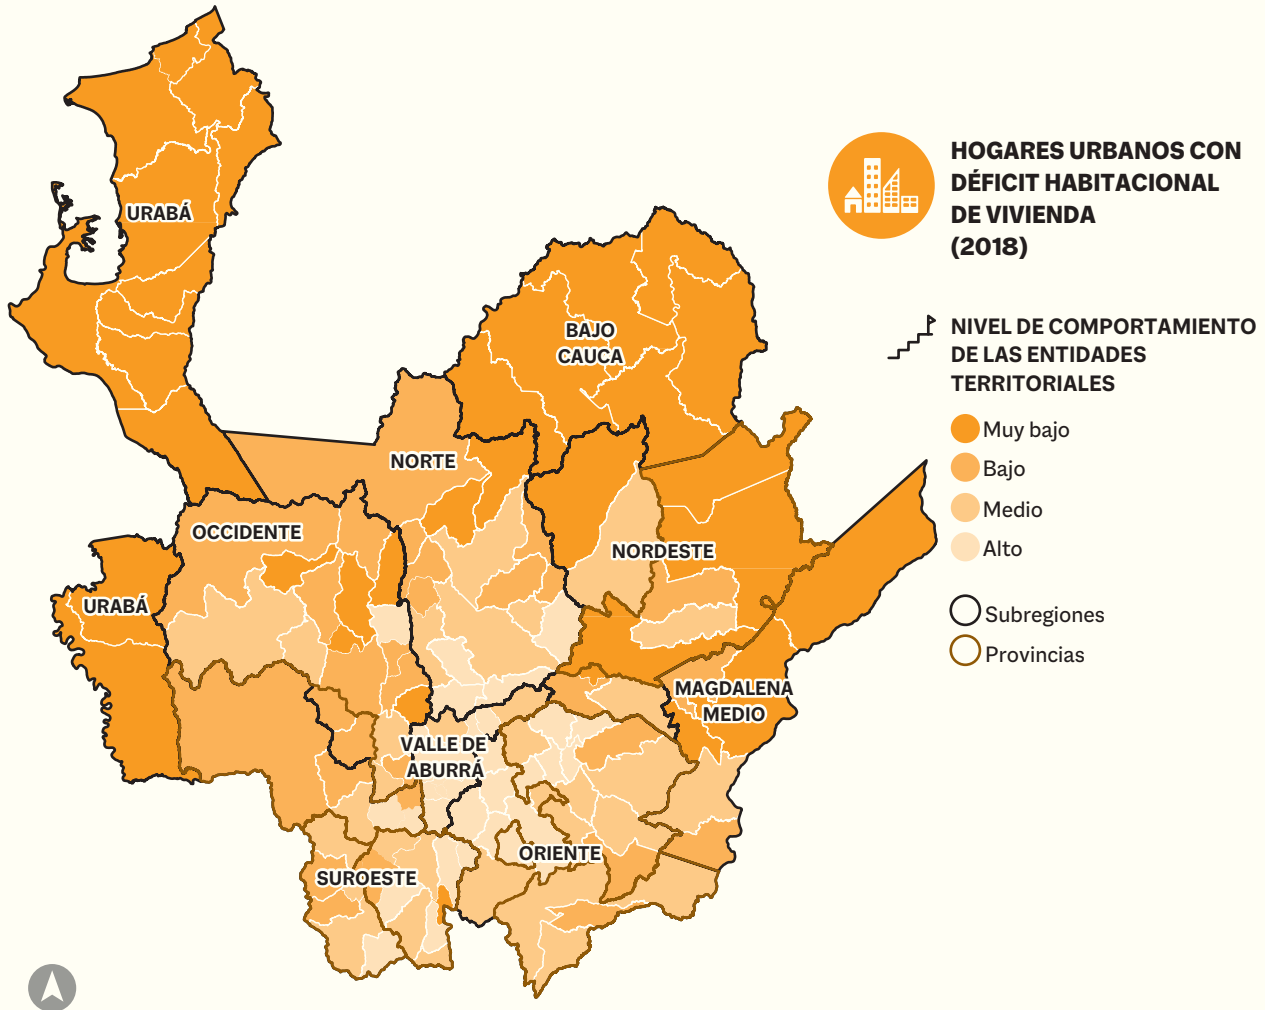 HOGARES URBANOS CON
DÉFICIT HABITACIONAL
DE VIVIENDA
(2018)
NIVEL DE COMPORTAMIENTO
DE LAS ENTIDADES
TERRITORIALES
Muy bajo
Bajo
Medio
Alto
Subregiones
Provincias
URABÁ
BAJO
CAUCA
NORTE
OCCIDENTE
NORDESTE
URABÁ
MAGDALENA
MEDIO
VALLE DE
ABURRÁ
ORIENTE
SUROESTE